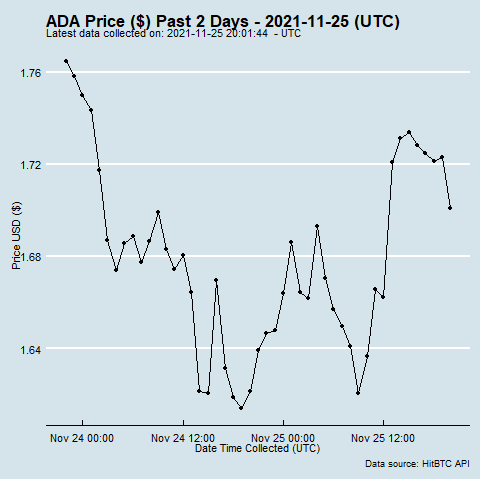 ADA Price ($) Past 2 Days - 2021-11-25 (UTC)
Latest data collected on: 2021-11-25 20:01:44 - UTC
1.76
1.72
1.68
1.64
Price USD ($)
Nov 24 00:00 Nov 24 12:00 Nov 25 00:00 Nov 25 12:00
Date Time Collected (UTC)
Data source: HitBTC API